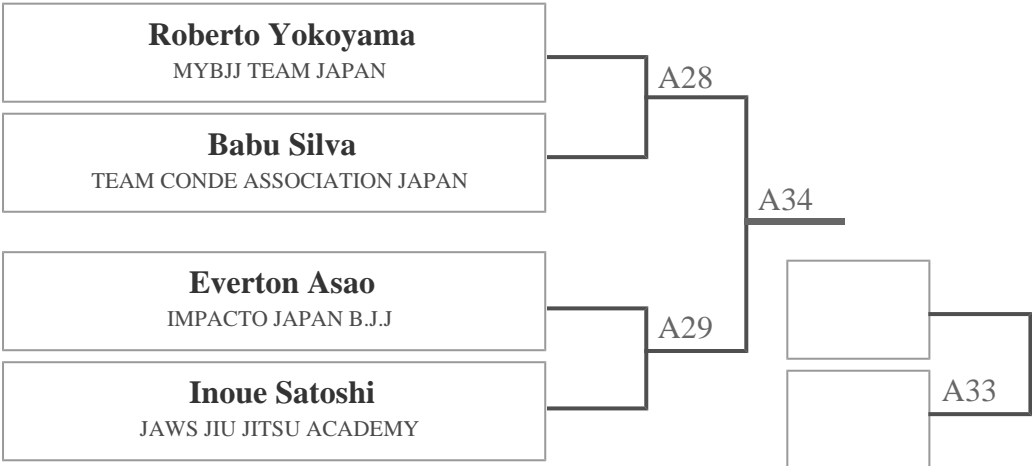 Roberto Yokoyama
MYBJJ TEAM JAPAN
A28
Babu Silva
TEAM CONDE ASSOCIATION JAPAN
A34
Everton Asao
IMPACTO JAPAN B.J.J
A29
Inoue Satoshi
JAWS JIU JITSU ACADEMY
A33